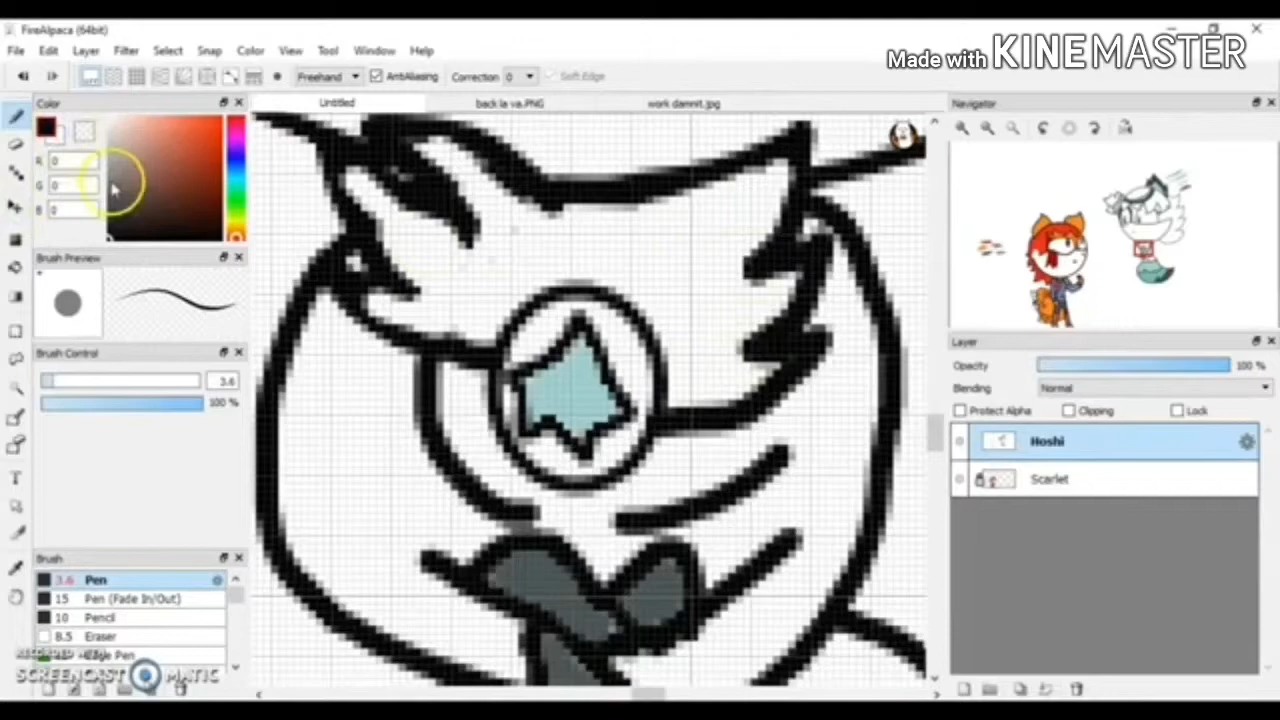 FireAlpaca (64bit)
File Edit Layer Filter Select Snap Color View Tool Window Help
Made with KINEMASTER
Freehand AntiAliasing Correction 0 Soft Edge
Color
Untitled back la va.PNG work damnit.jpg
Navigator
R 0
G 0
B 0
Brush Preview
Brush Control
3.6
100 %
Layer
Opacity 100 %
Blending Normal
Protect Alpha Clipping Lock
Hoshi
Scarlet
Brush
3.6 Pen
15 Pen (Fade In/Out)
10 Pencil
8.5 Eraser
Edge Pen
RECORDED WITH
SCREENCAST MATIC